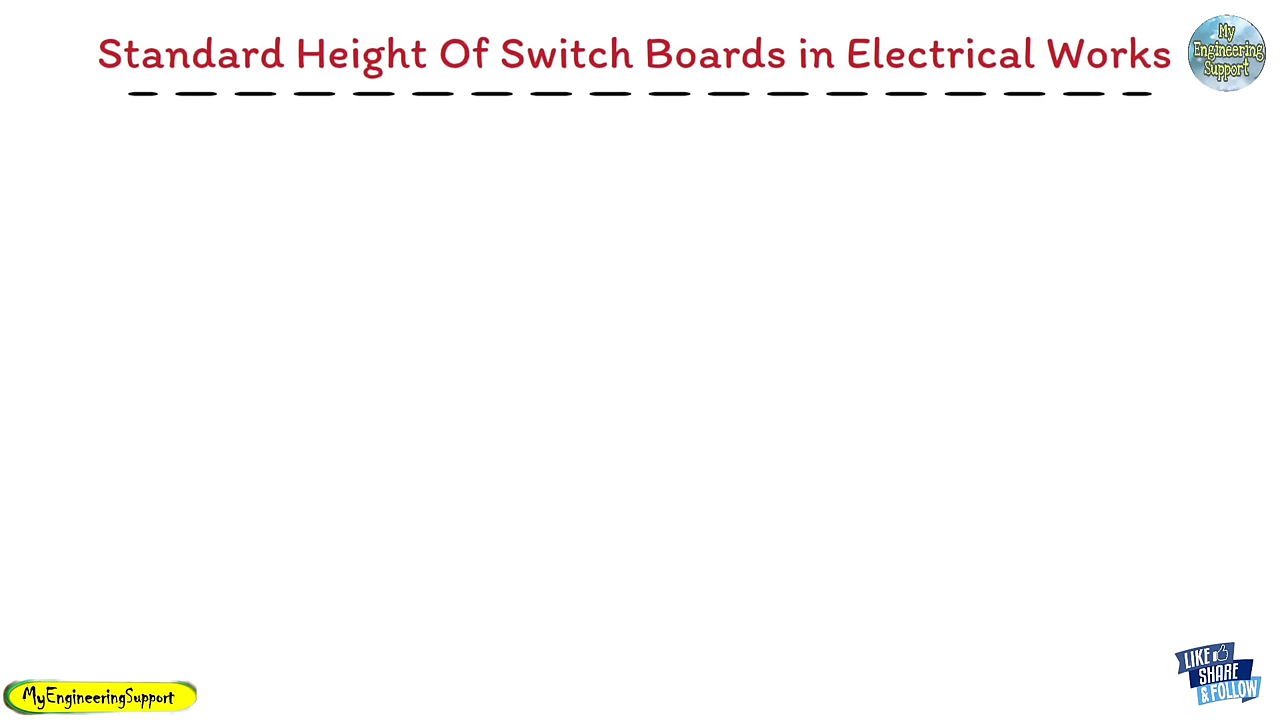 Standard Height Of Switch Boards in Electrical Works
My
Engineering
Support
LIKE
SHARE
& FOLLOW
MyEngineeringSupport